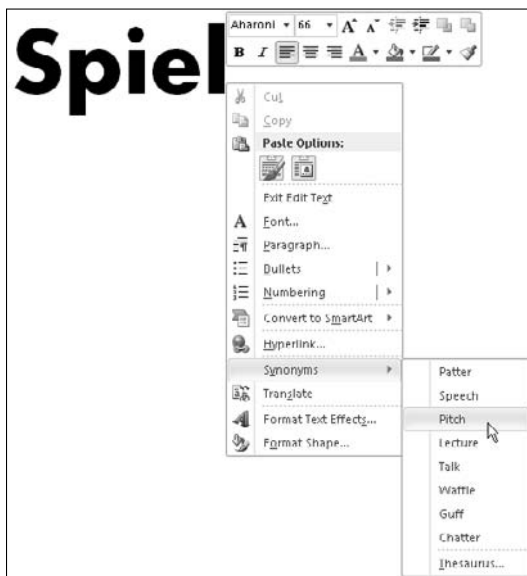 Spiel
Aharoni 66 A A
B I A
Cut
Copy
Paste Options:
Exit Edit Text
A Font...
Paragraph...
Bullets
Numbering
Convert to SmartArt
Hyperlink...
Synonyms
Translate
Format Text Effects...
Format Shape...
Patter
Speech
Pitch
Lecture
Talk
Waffle
Guff
Chatter
Thesaurus...